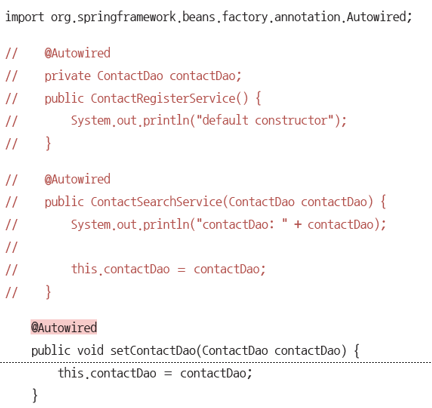 import org.springframework.beans.factory.annotation.Autowired;
//    @Autowired
//    private ContactDao contactDao;
//    public ContactRegisterService() {
//        System.out.println("default constructor");
//    }
//    @Autowired
//    public ContactSearchService(ContactDao contactDao) {
//        System.out.println("contactDao: " + contactDao);
//
//        this.contactDao = contactDao;
//    }
    @Autowired
    public void setContactDao(ContactDao contactDao) {
        this.contactDao = contactDao;
    }